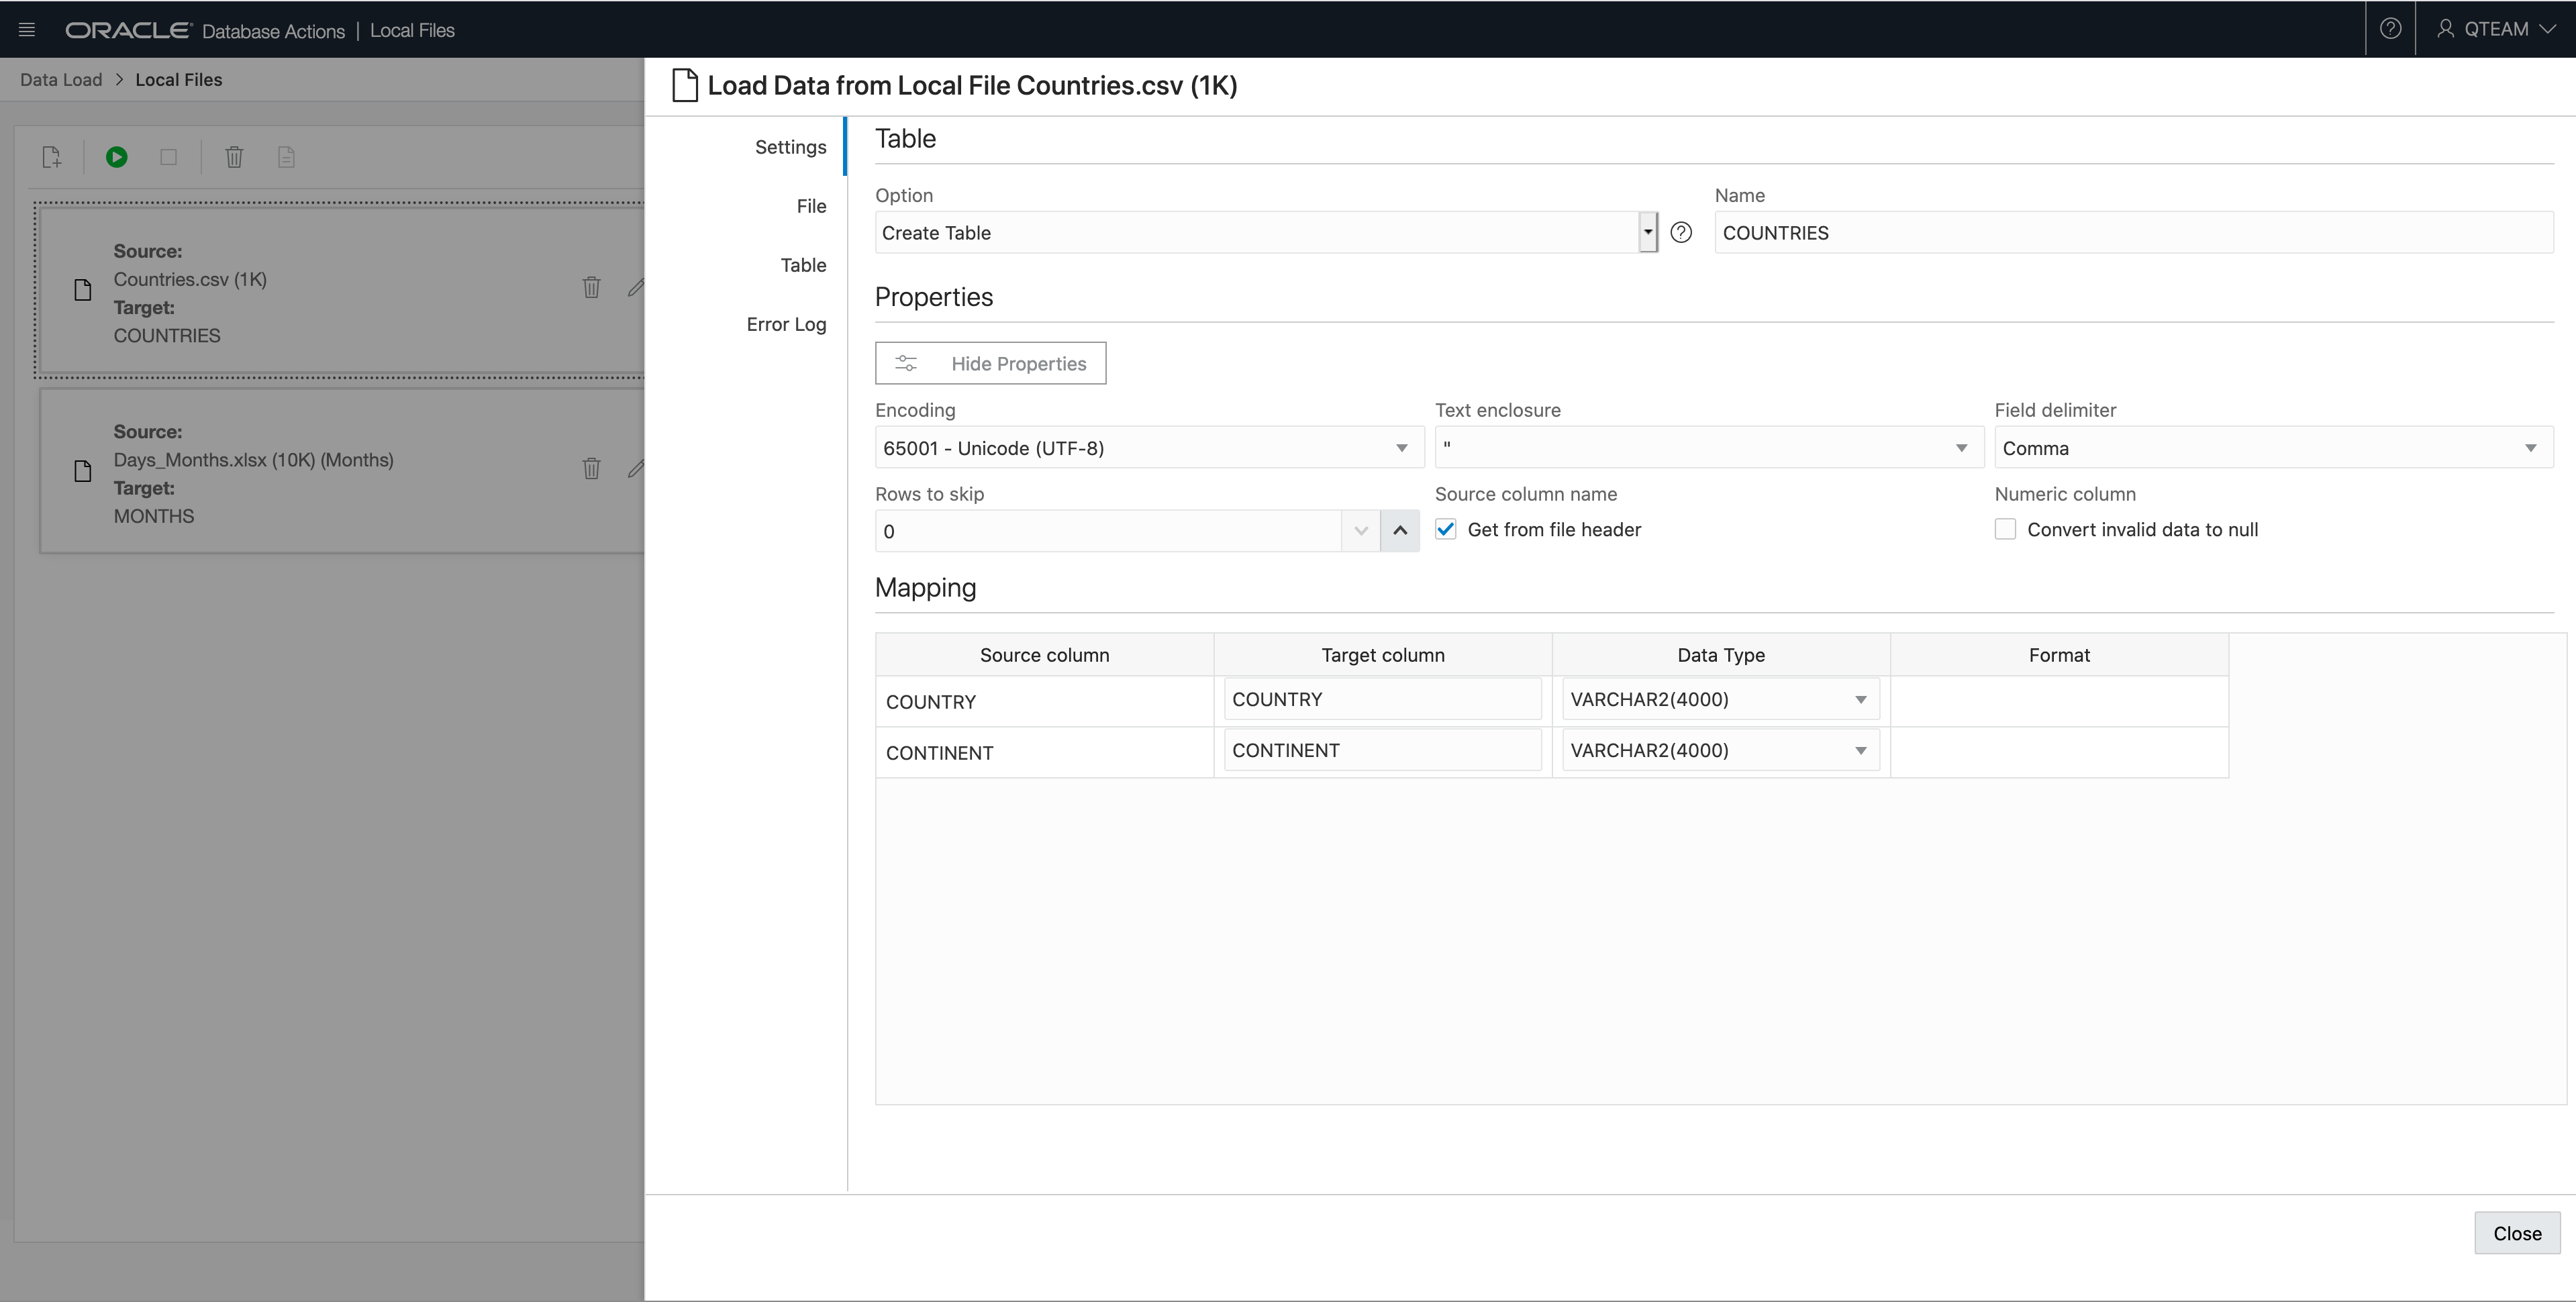 ORACLE Database Actions | Local Files
QTEAM
Data Load > Local Files
Source:
Countries.csv (1K)
Target:
COUNTRIES
Source:
Days_Months.xlsx (10K) (Months)
Target:
MONTHS
Load Data from Local File Countries.csv (1K)
Settings
File
Table
Error Log
Table
Option
Name
Create Table
COUNTRIES
Properties
Hide Properties
Encoding
Text enclosure
Field delimiter
65001 - Unicode (UTF-8)
"
Comma
Rows to skip
Source column name
Numeric column
0
Get from file header
Convert invalid data to null
Mapping
Source column
Target column
Data Type
Format
COUNTRY
COUNTRY
VARCHAR2(4000)
CONTINENT
CONTINENT
VARCHAR2(4000)
Close